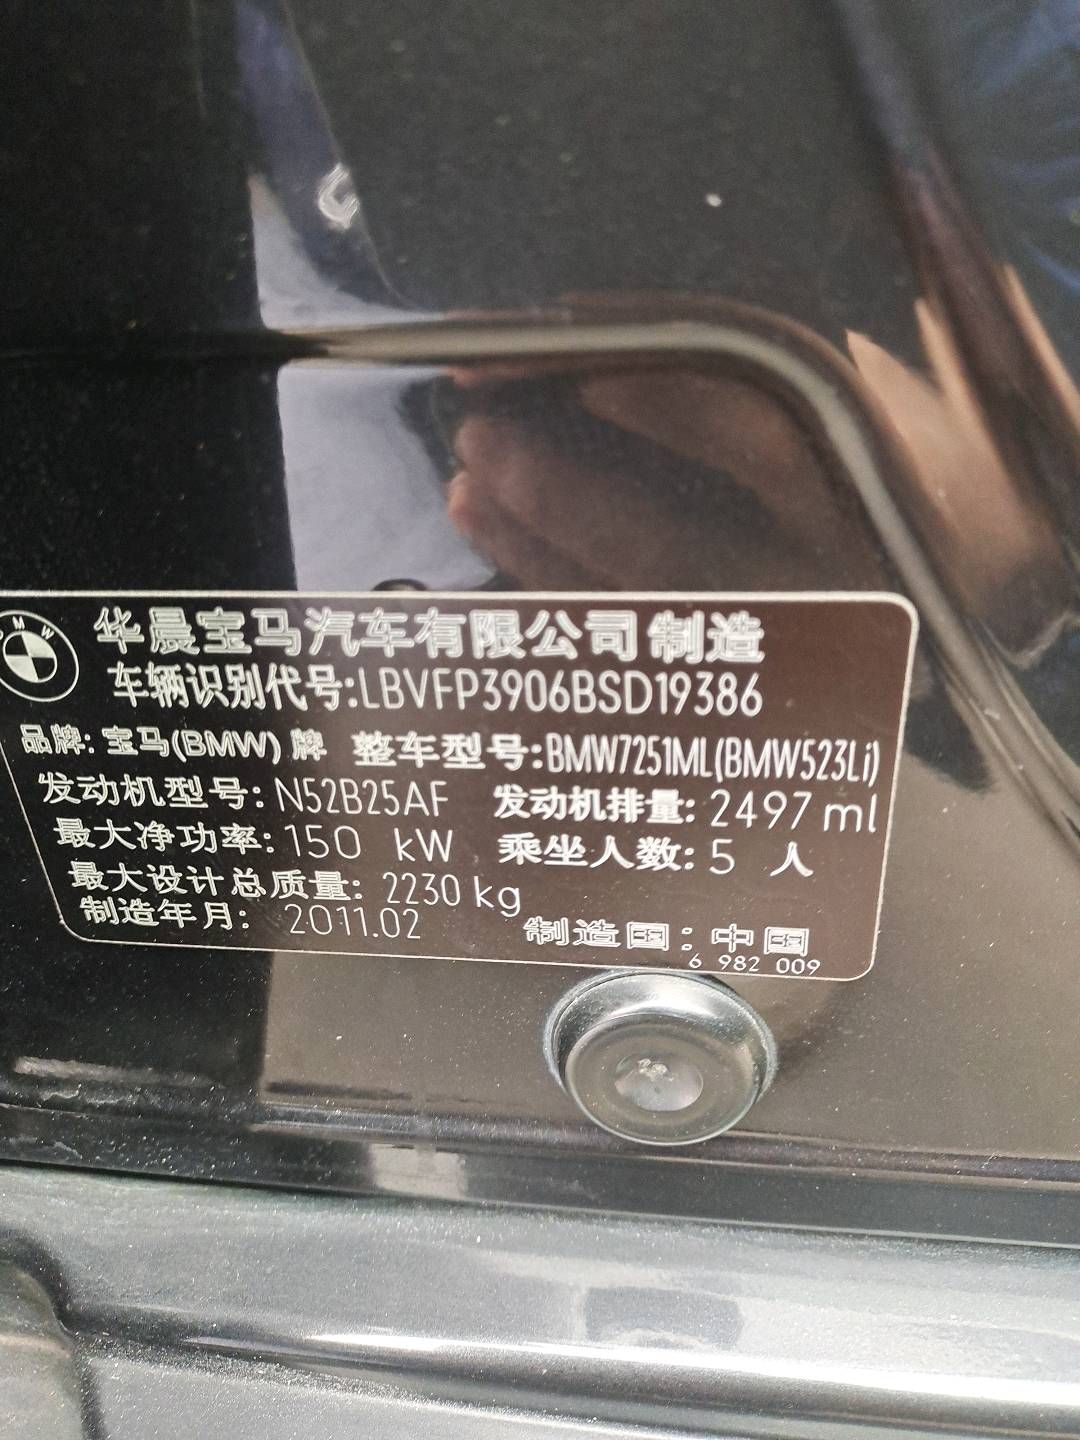 BMW
华晨宝马汽车有限公司制造
车辆识别代号:LBVFP3906BSD19386
品牌: 宝马(BMW) 牌 整车型号:BMW7251ML(BMW523Li)
发动机型号: N52B25AF 发动机排量: 2497 ml
最大净功率: 150 kW 乘坐人数: 5 人
最大设计总质量: 2230 kg
制造年月: 2011.02 制造国: 中国
6 982 009